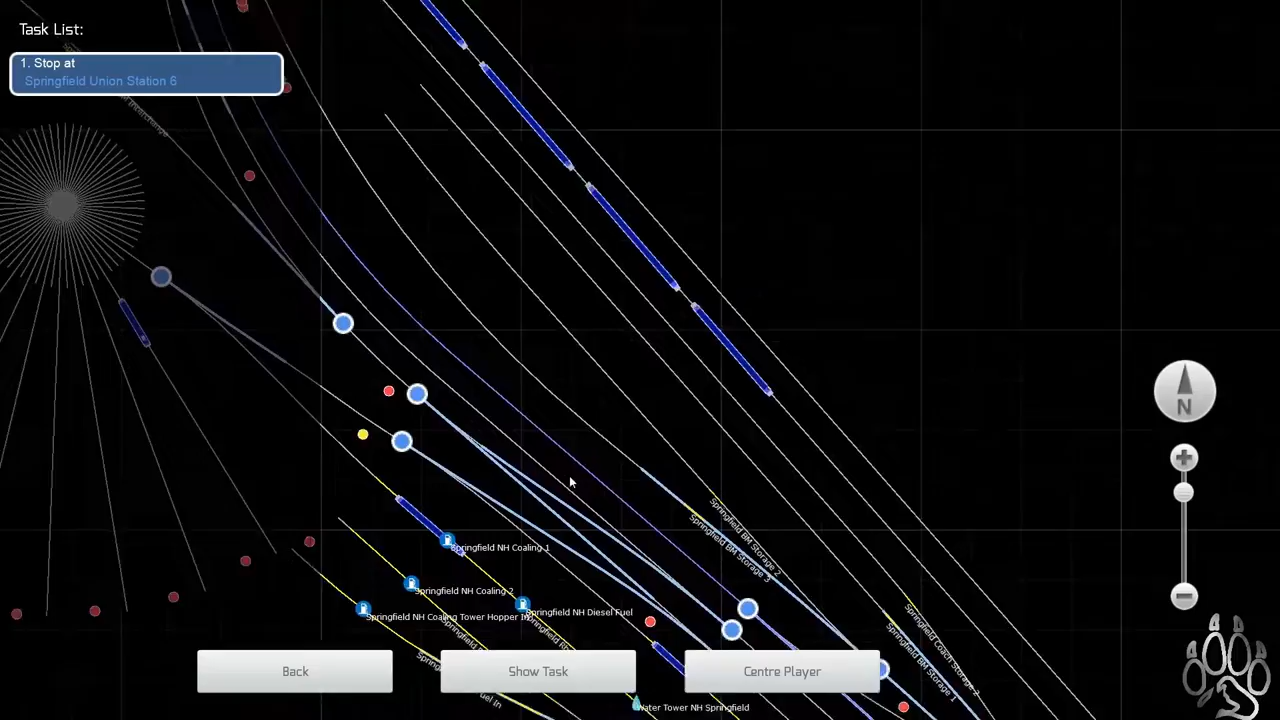 Task List:
1. Stop at
Springfield Union Station 6
Interchange
Springfield BM Storage 2
Springfield BM Storage 3
Springfield NH Coaling 1
Springfield NH Coaling 2
Springfield NH Diesel Fuel
Springfield NH Coaling Tower Hopper In
Springfield Coach Storage 2
Springfield BM Storage 1
Back
Show Task
Centre Player
N
Water Tower NH Springfield